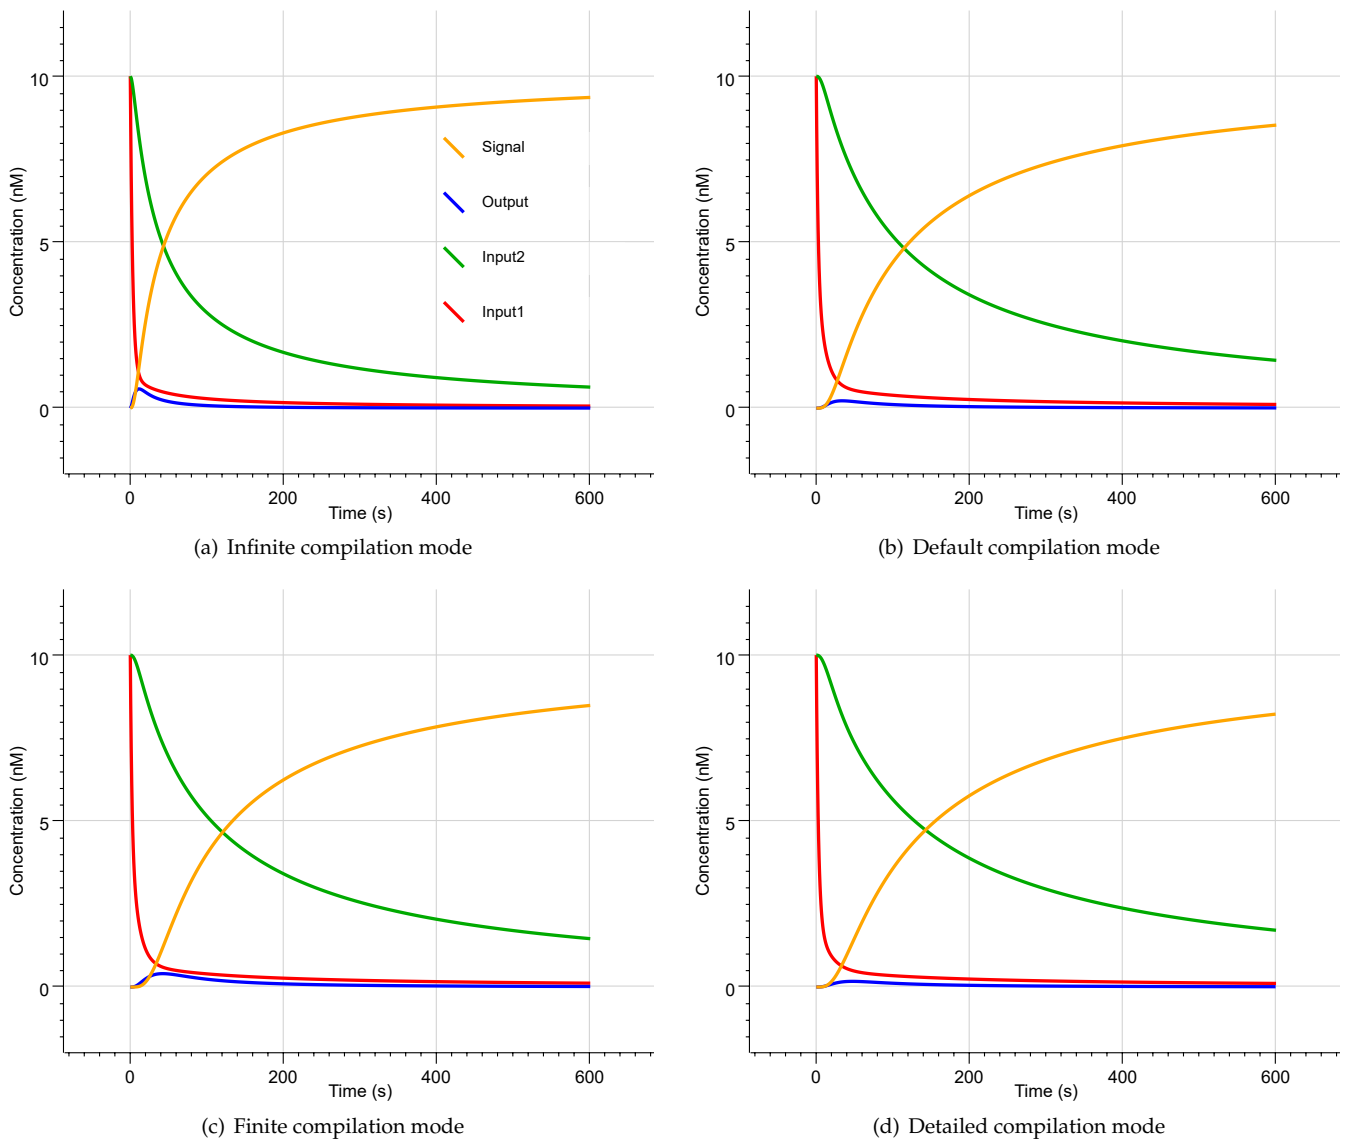 10
5
0
Concentration (nM)
Signal
Output
Input2
Input1
0 200 400 600
Time (s)
(a) Infinite compilation mode
10
5
0
Concentration (nM)
0 200 400 600
Time (s)
(b) Default compilation mode
10
5
0
Concentration (nM)
0 200 400 600
Time (s)
(c) Finite compilation mode
10
5
0
Concentration (nM)
0 200 400 600
Time (s)
(d) Detailed compilation mode